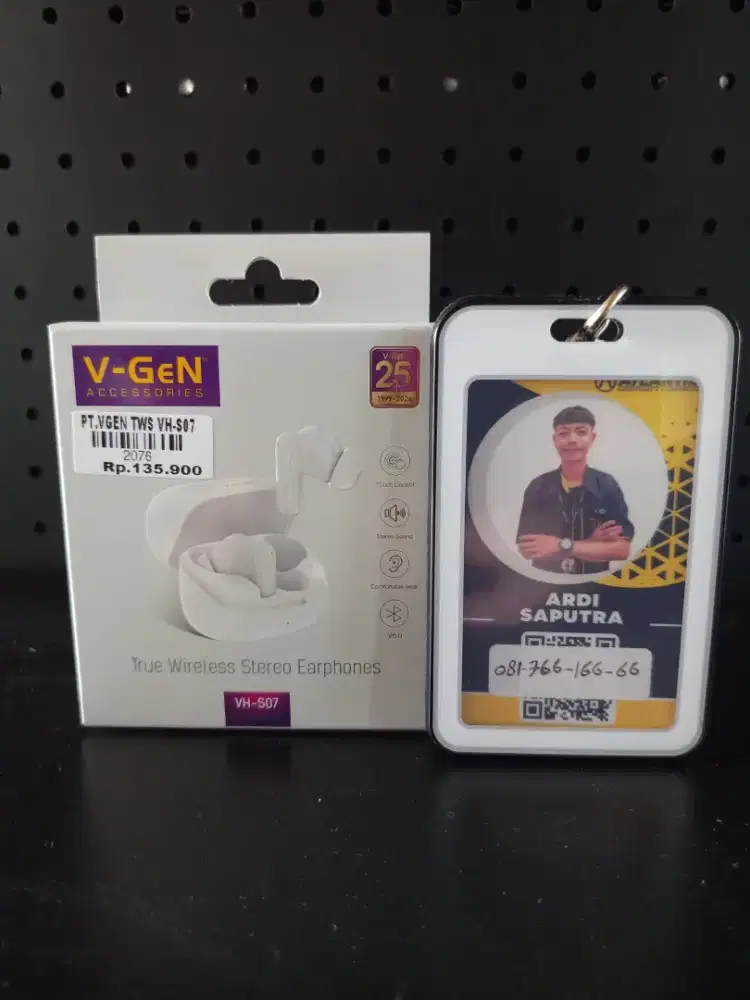 V-GeN
ACCESSORIES
V-GeN
25
1999-2024
PT.VGEN TWS VH-S07
2076
Rp.135.900
Touch Control
Stereo Sound
Comfortable wear
V5.0
True Wireless Stereo Earphones
VH-S07
ARDI
SAPUTRA
081-766-166-66